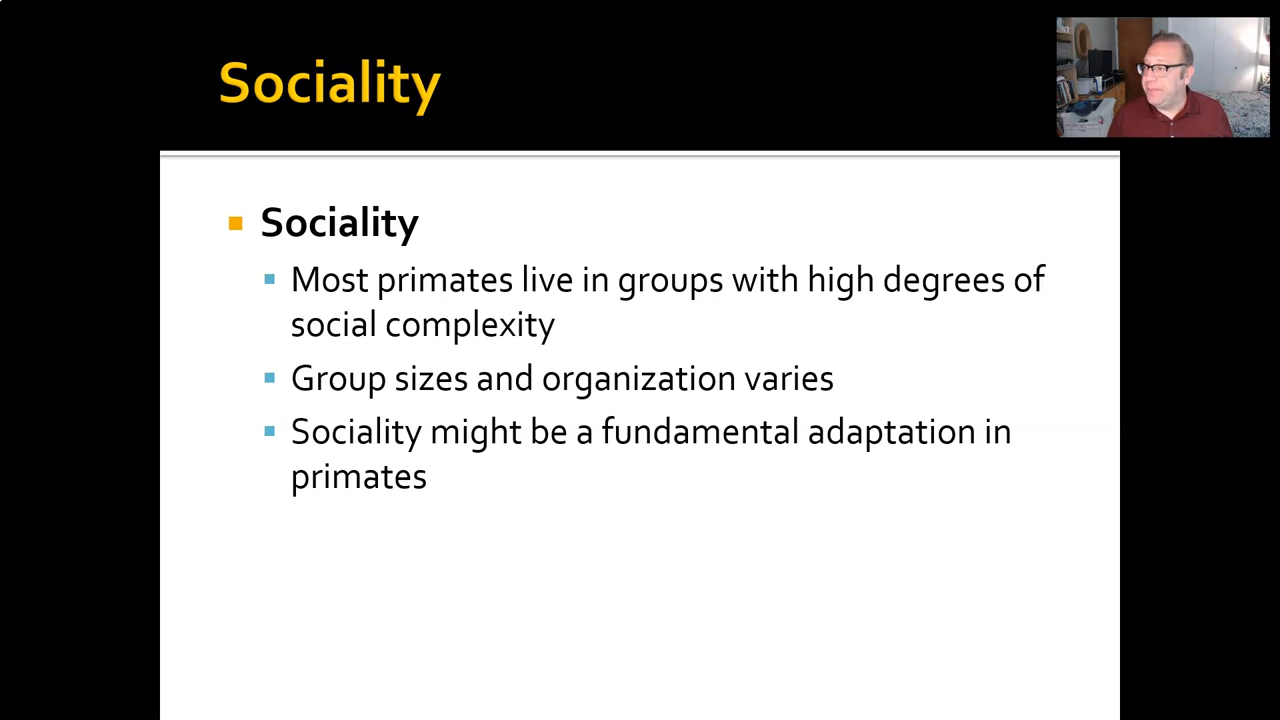 Sociality
Sociality
Most primates live in groups with high degrees of
social complexity
Group sizes and organization varies
Sociality might be a fundamental adaptation in
primates